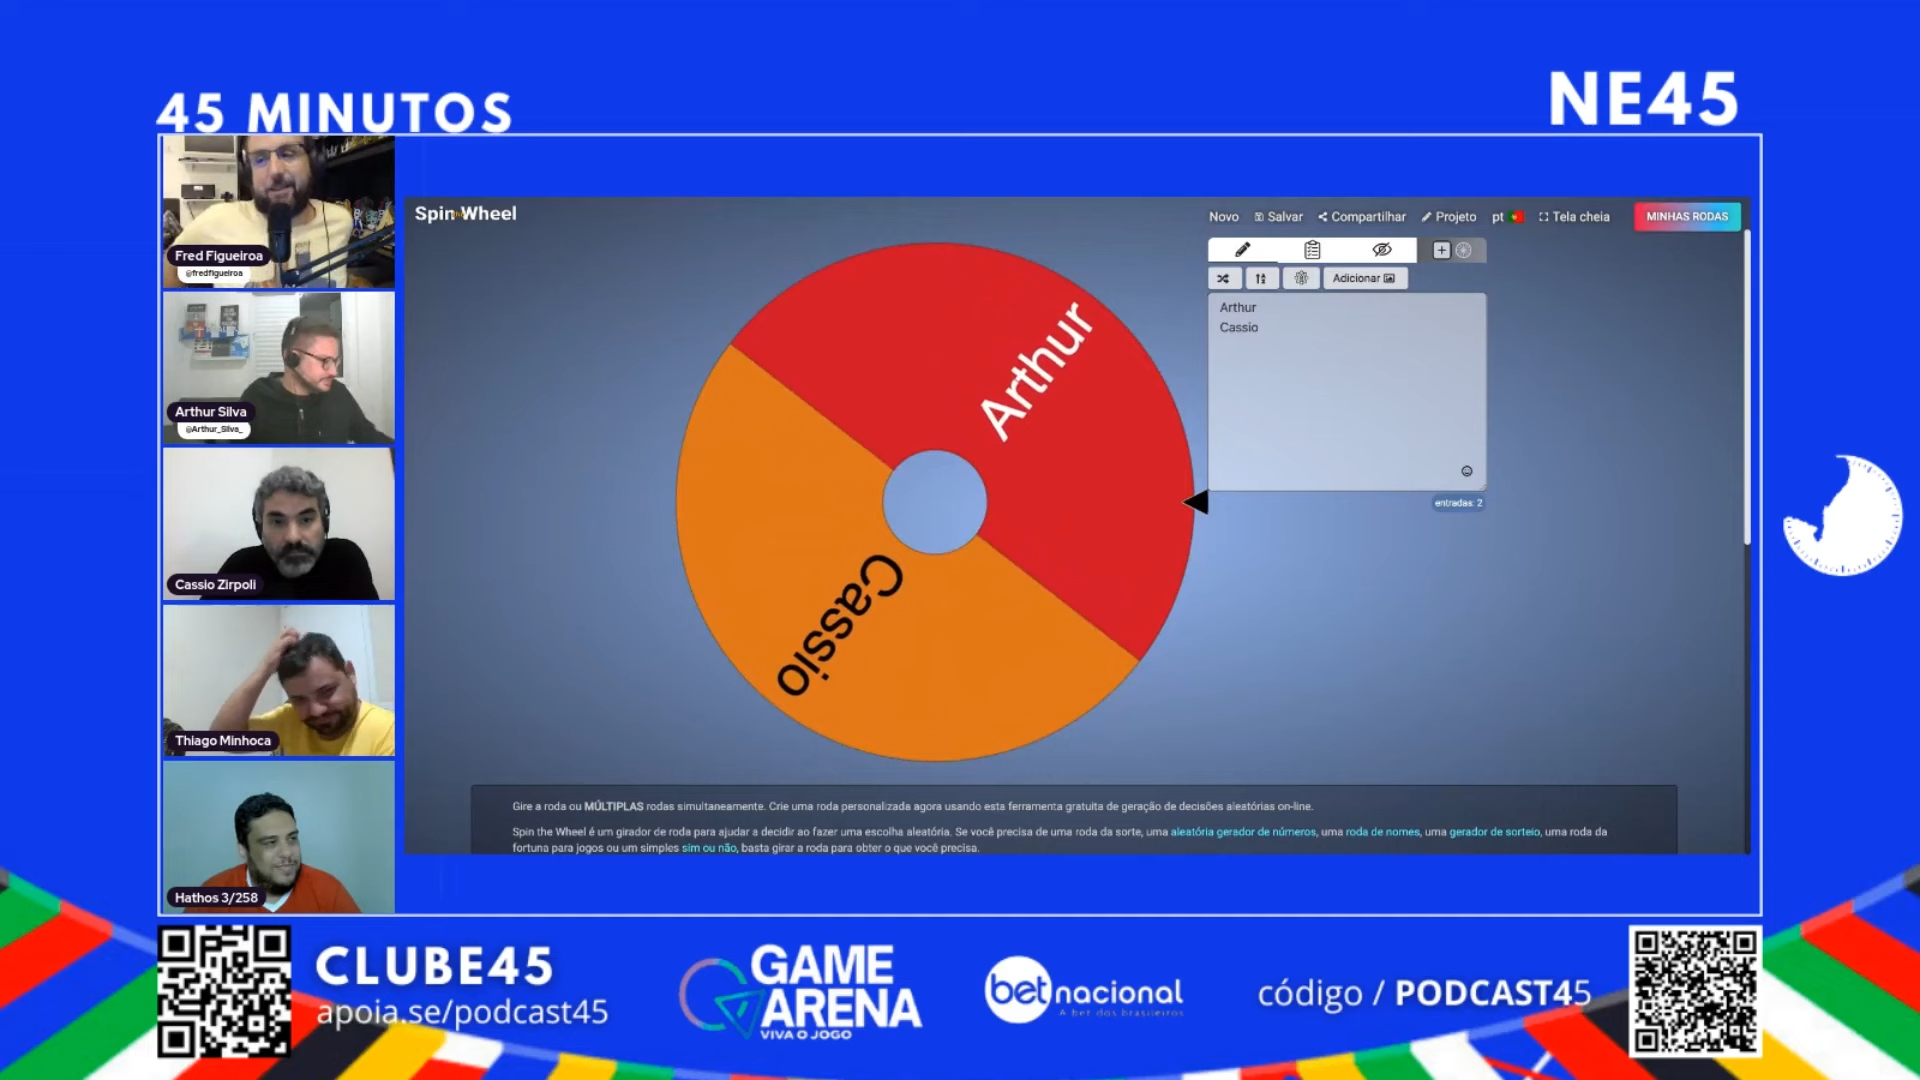 45 MINUTOS
NE45
Fred Figueiroa
@fredfigueiroa
Arthur Silva
@Arthur_Silva_
Cassio Zirpoli
Thiago Minhoca
Hathos 3/258
Spin the Wheel
Novo
Salvar
Compartilhar
Projeto
pt
Tela cheia
MINHAS RODAS
Adicionar
Arthur
Cassio
entradas: 2
Arthur
Cassio
Gire a roda ou MÚLTIPLAS rodas simultaneamente. Crie uma roda personalizada agora usando esta ferramenta gratuita de geração de decisões aleatórias on-line.
Spin the Wheel é um girador de roda para ajudar a decidir ao fazer uma escolha aleatória. Se você precisa de uma roda da sorte, uma aleatória gerador de números, uma roda de nomes, uma gerador de sorteio, uma roda da
fortuna para jogos ou um simples sim ou não, basta girar a roda para obter o que você precisa.
CLUBE45
apoia.se/podcast45
GAME
ARENA
VIVA O JOGO
betnacional
A bet dos brasileiros
código / PODCAST45